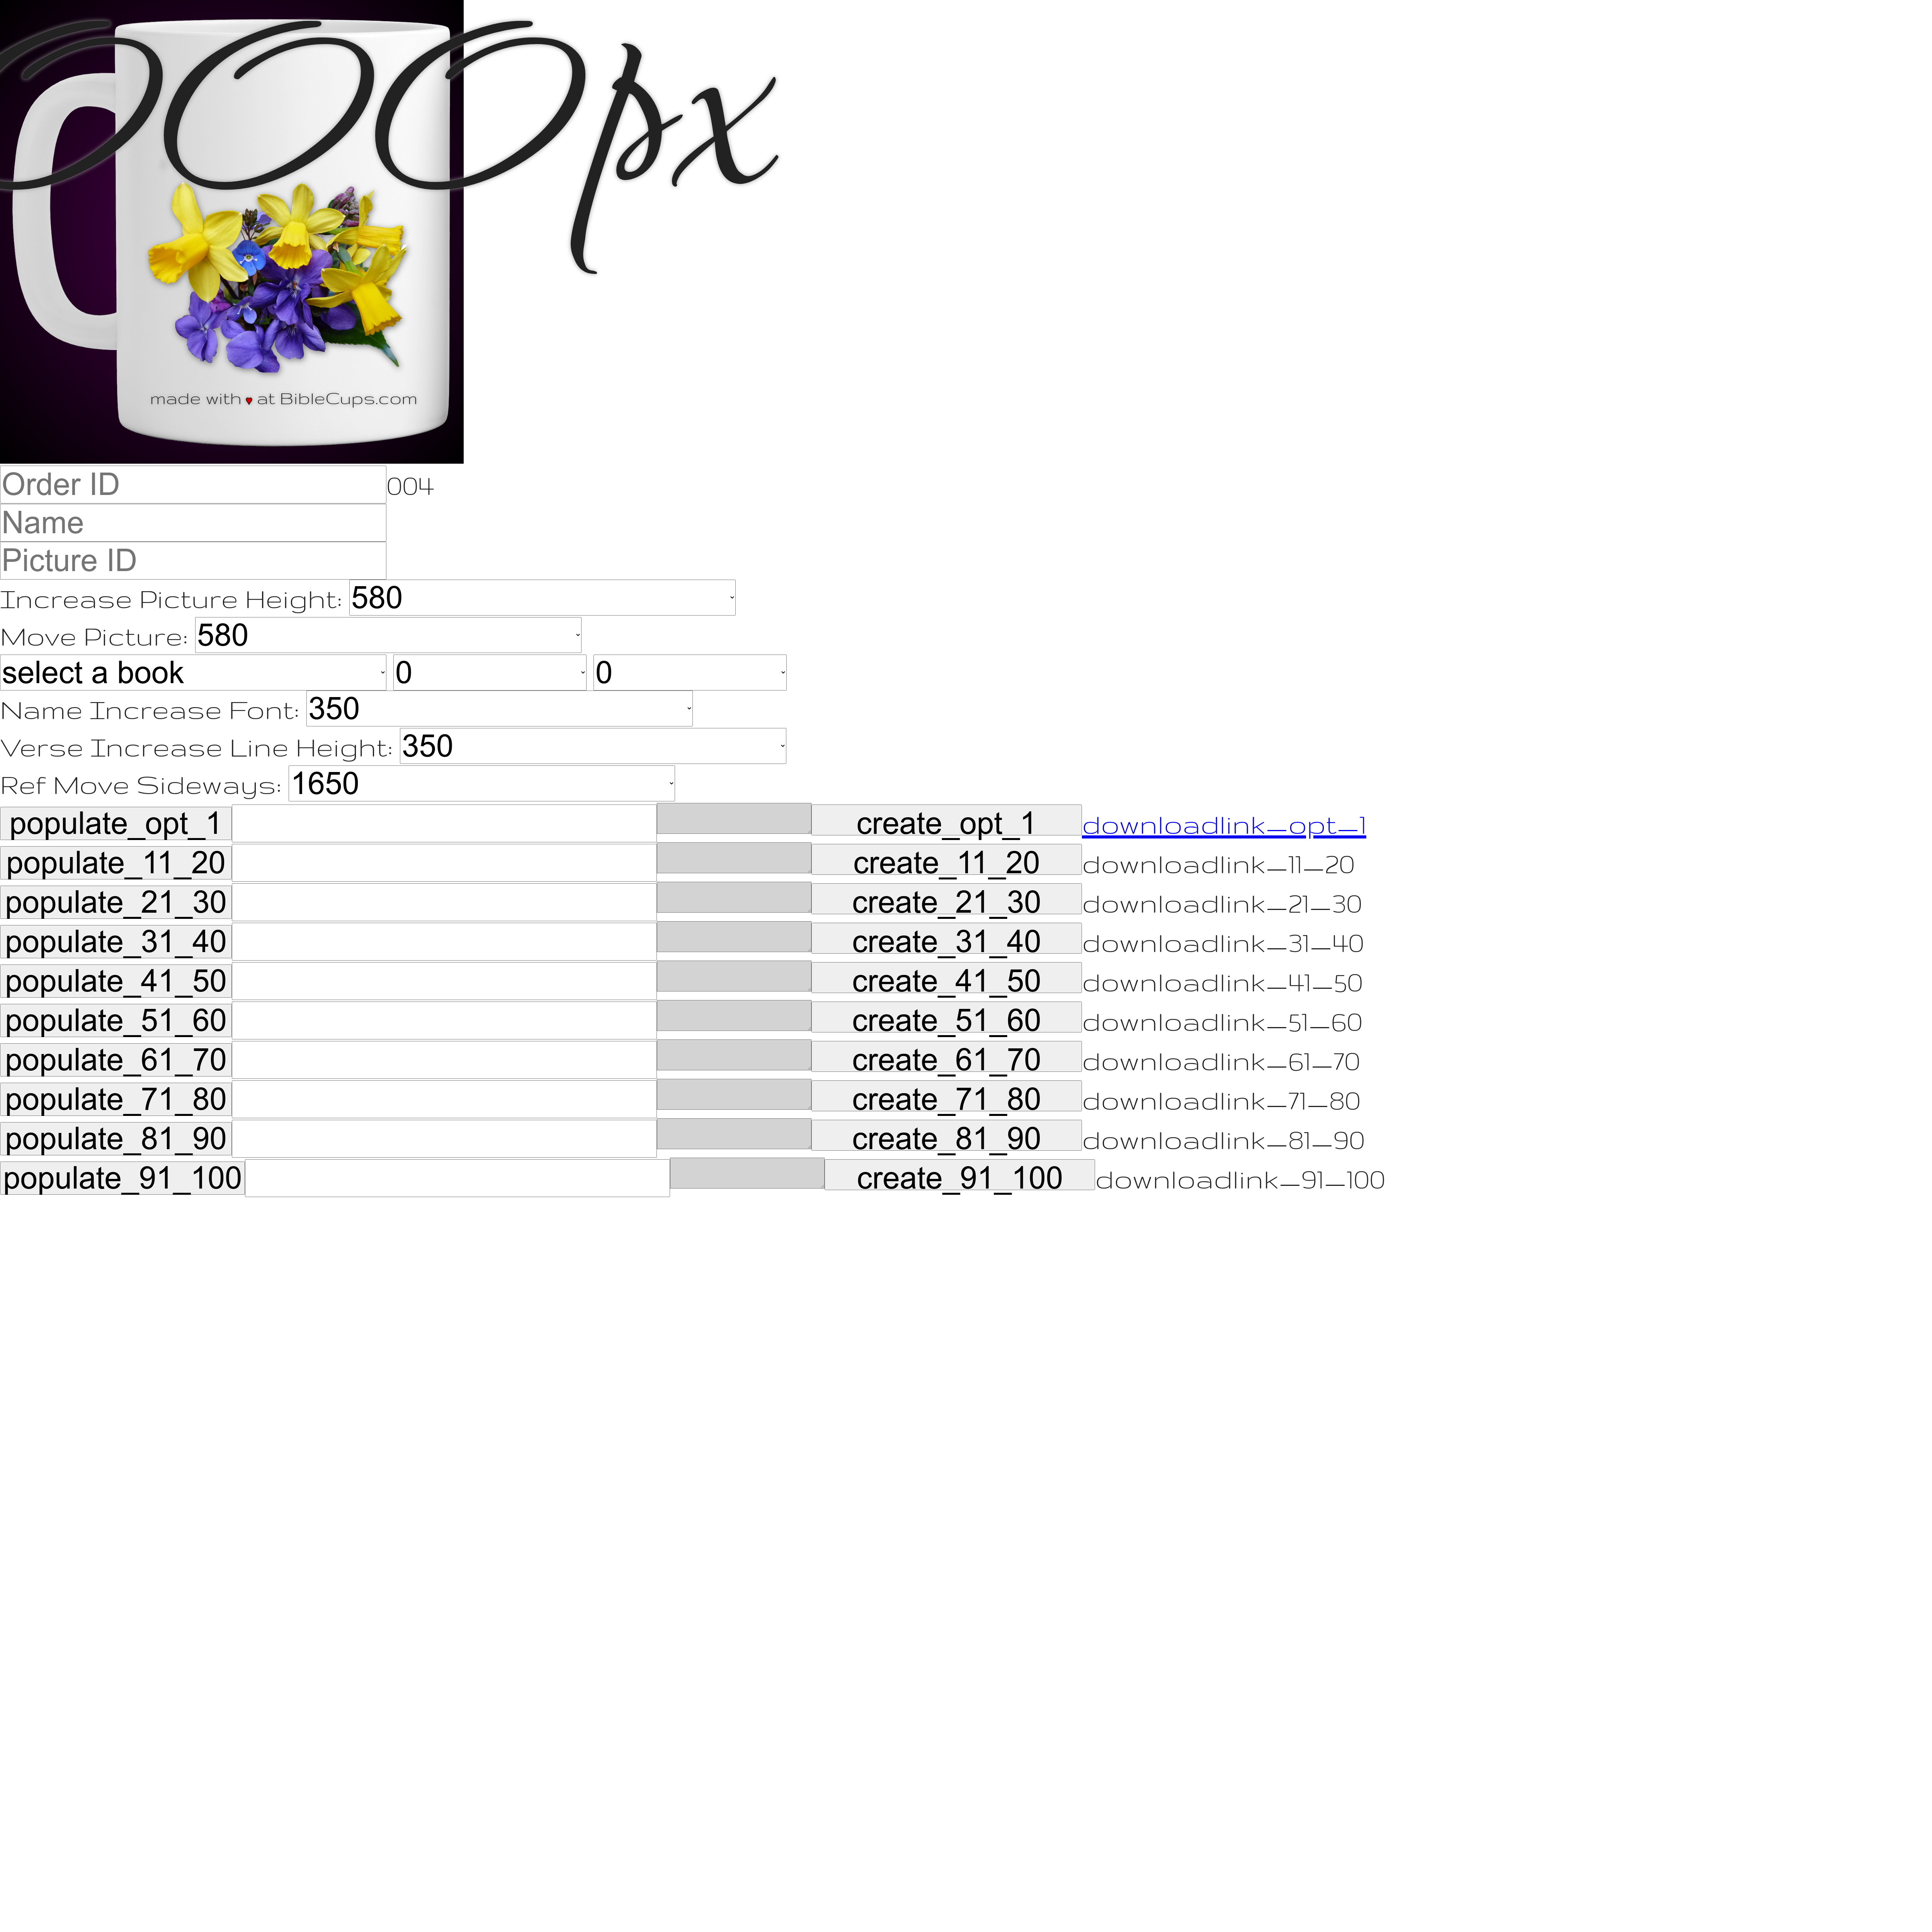 000px
made with ♥ at BibleCups.com
Order ID 004
Name
Picture ID
Increase Picture Height: 580
Move Picture: 580
select a book 0 0
Name Increase Font: 350
Verse Increase Line Height: 350
Ref Move Sideways: 1650
populate_opt_1 create_opt_1 downloadlink_opt_1
populate_11_20 create_11_20 downloadlink_11_20
populate_21_30 create_21_30 downloadlink_21_30
populate_31_40 create_31_40 downloadlink_31_40
populate_41_50 create_41_50 downloadlink_41_50
populate_51_60 create_51_60 downloadlink_51_60
populate_61_70 create_61_70 downloadlink_61_70
populate_71_80 create_71_80 downloadlink_71_80
populate_81_90 create_81_90 downloadlink_81_90
populate_91_100 create_91_100 downloadlink_91_100